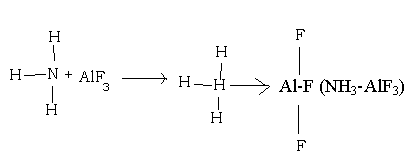 H F
H
H-N + AlF₃ ⟶ H-H ⟶ Al-F (NH3-AlF3)
H H
F